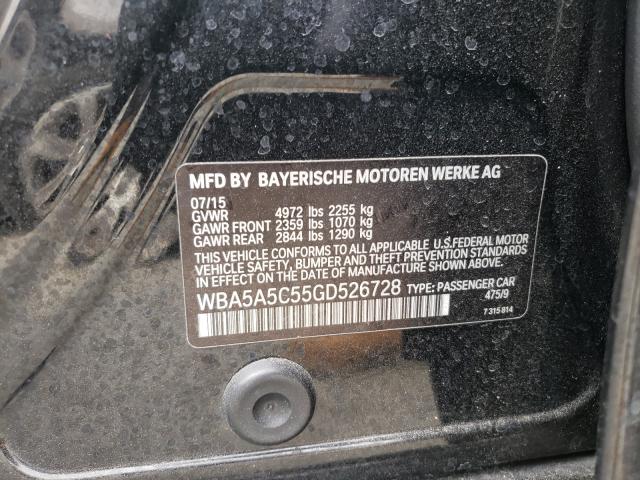 MFD BY BAYERISCHE MOTOREN WERKE AG
07/15
GVWR 4972 lbs 2255 kg
GAWR FRONT 2359 lbs 1070 kg
GAWR REAR 2844 lbs 1290 kg
THIS VEHICLE CONFORMS TO ALL APPLICABLE U.S.FEDERAL MOTOR
VEHICLE SAFETY, BUMPER AND THEFT PREVENTION STANDARDS
IN EFFECT ON THE DATE OF MANUFACTURE SHOWN ABOVE.
WBA5A5C55GD526728 TYPE: PASSENGER CAR
475/9
7 315 814